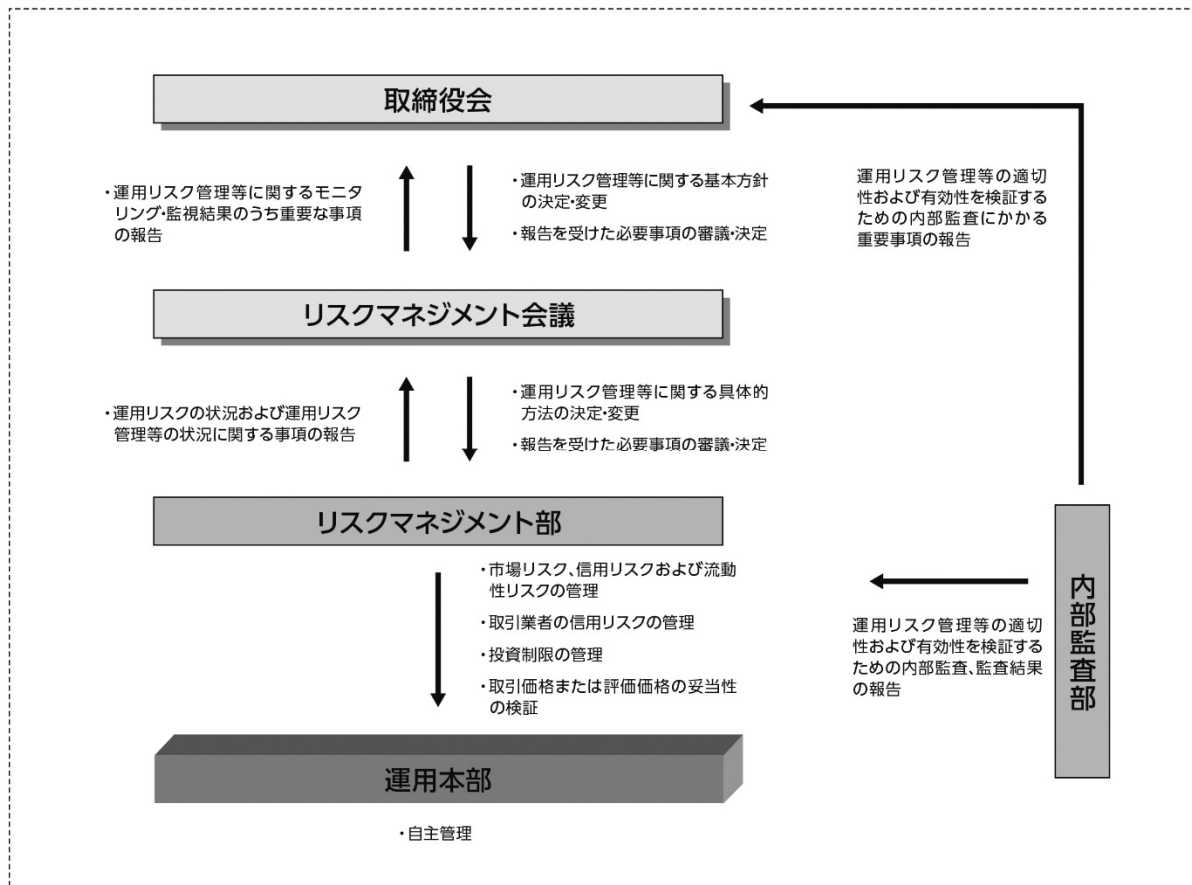 取締役会
・運用リスク管理等に関するモニタ
リング・監視結果のうち重要な事項
の報告
・運用リスク管理等に関する基本方針
の決定・変更
・報告を受けた必要事項の審議・決定
運用リスク管理等の適切
性および有効性を検証する
ための内部監査にかかる
重要事項の報告
リスクマネジメント会議
・運用リスクの状況および運用リスク
管理等の状況に関する事項の報告
・運用リスク管理等に関する具体的
方法の決定・変更
・報告を受けた必要事項の審議・決定
リスクマネジメント部
・市場リスク、信用リスクおよび流動
性リスクの管理
・取引業者の信用リスクの管理
・投資制限の管理
・取引価格または評価価格の妥当性
の検証
運用リスク管理等の適切
性および有効性を検証する
ための内部監査、監査結果
の報告
内部監査部
運用本部
・自主管理